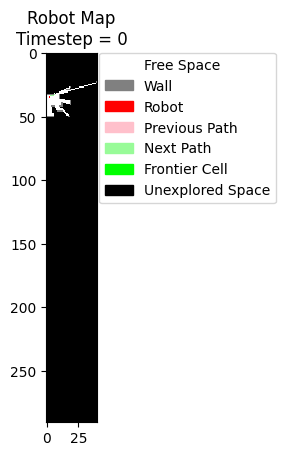 Robot Map
Timestep = 0
Free Space
Wall
Robot
Previous Path
Next Path
Frontier Cell
Unexplored Space
0
50
100
150
200
250
0
25